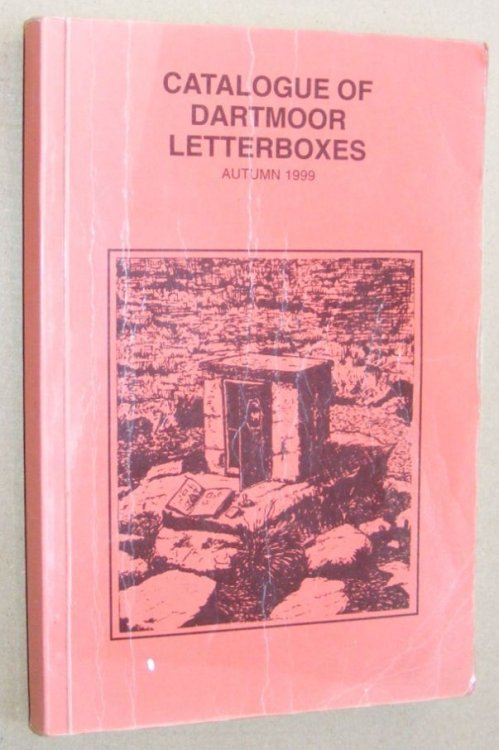 CATALOGUE OF
DARTMOOR
LETTERBOXES
AUTUMN 1999